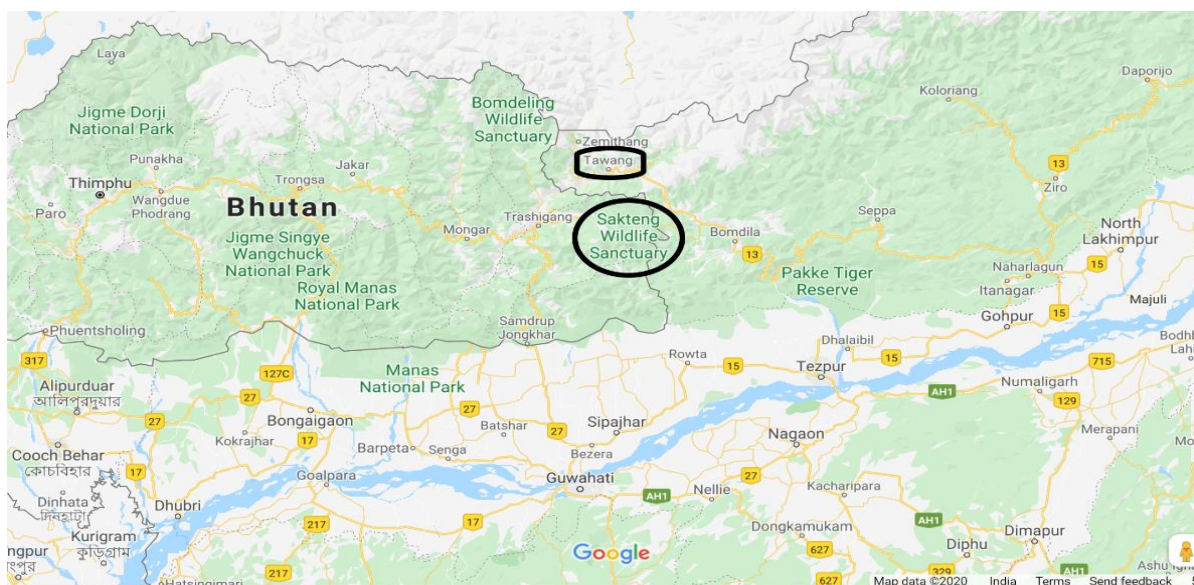 Laya
Daporijo
Koloriang
Jigme Dorji
National Park
Bomdeling
Wildlife
Sanctuary
Zemithang
Tawang
13
Punakha
Jakar
Thimphu
Trongsa
Ziro
Paro
Wangdue
Phodrang
Bhutan
Trashigang
Sakteng
Wildlife
Sanctuary
Seppa
Mongar
Bomdila
13
North
Lakhimpur
Jigme Singye
Wangchuck
National Park
Royal Manas
National Park
Pakke Tiger
Reserve
Naharlagun
15
Itanagar
Majuli
Phuentsholing
Samdrup
Jongkhar
Gohpur
15
Dhalaibil
317
Rowta
15
15
715
Manas
National Park
127C
Tezpur
Alipurduar
আলিপুরদুয়ার
27
27
AH1
Numaligarh
129
Bongaigaon
27
Batshar
Sipajhar
27
Merapani
Kokrajhar
17
Barpeta
Senga
Bezera
Nagaon
Cooch Behar
কোচবিহার
17
Goalpara
Guwahati
27
Kacharipara
Dinhata
দিনহাটা
Dhubri
AH1
Nellie
217
17
Dongkamukam
AH1
Dimapur
Kurigram
কুড়িগ্রাম
Google
627
Diphu
217
329
AH1
Hatsingimari
627
Map data ©2020 India Terms Send feedback